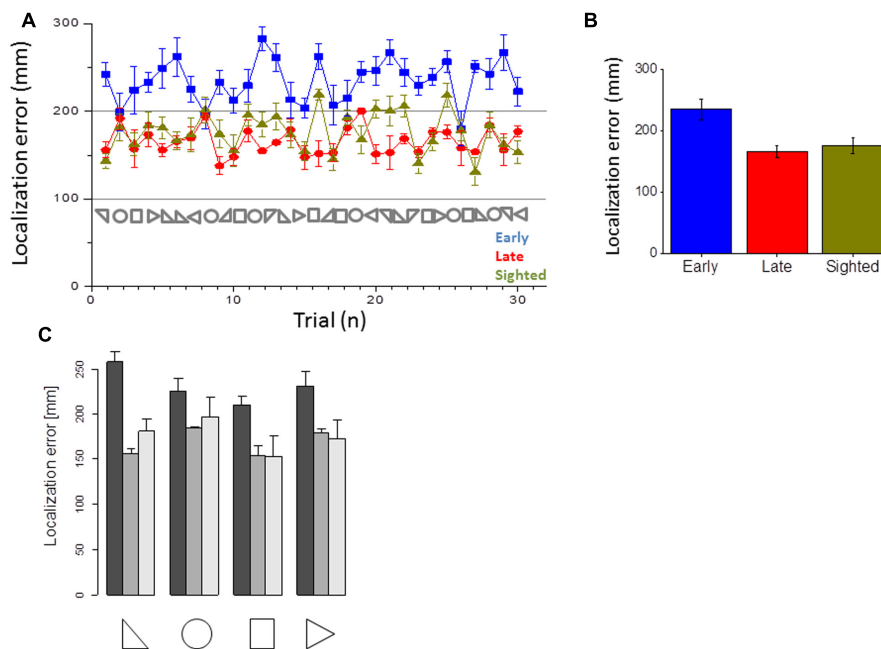 A
Localization error (mm)
300
200
100
0
0
10
20
30
Trial (n)
Early
Late
Sighted
B
Localization error (mm)
300
200
100
0
Early
Late
Sighted
C
Localization error [mm]
250
200
150
100
50
0